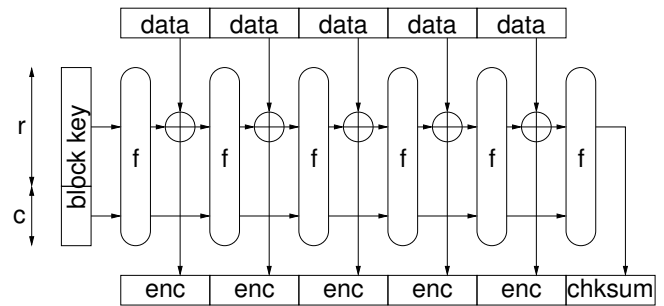 data data data data data
r
block key
f f f f f f
c
enc enc enc enc enc chksum